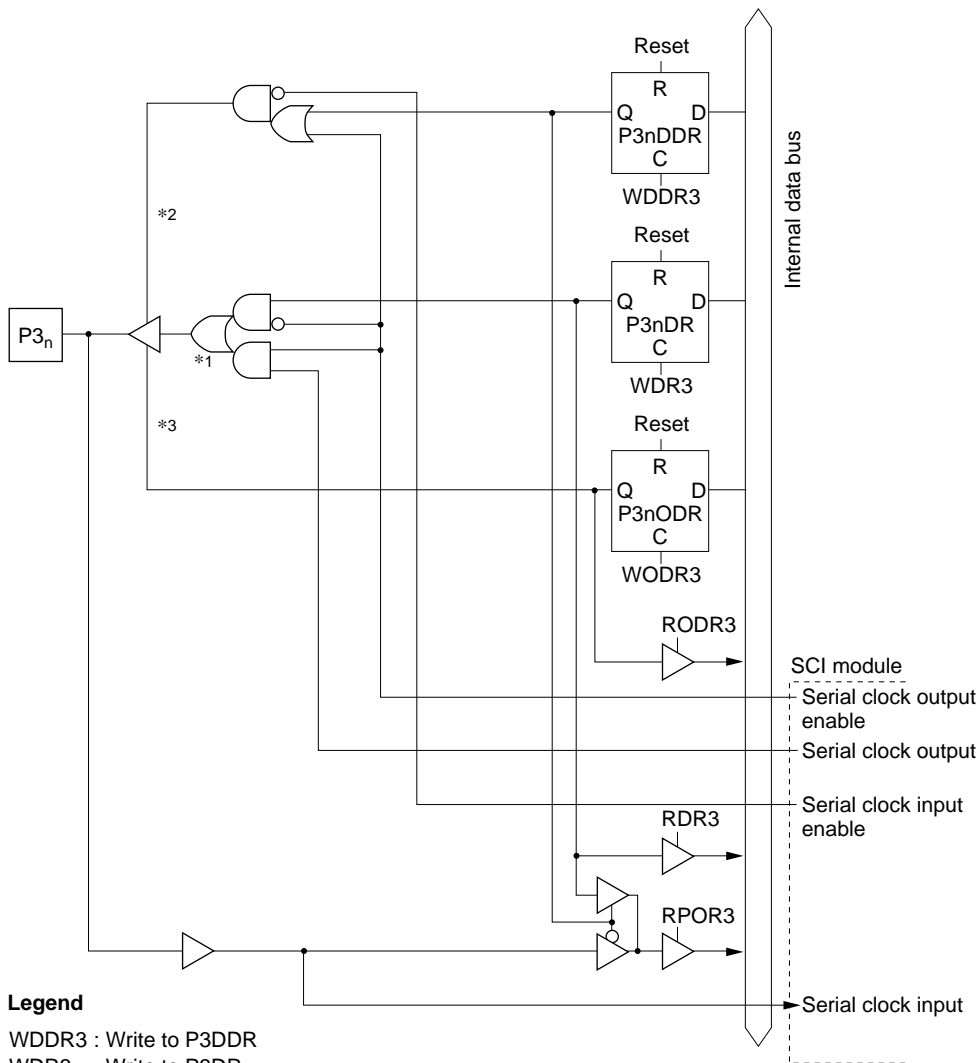 Reset
R
Q D
P3nDDR
C
WDDR3
Internal data bus
*2
Reset
R
Q D
P3nDR
C
WDR3
P3n
*1
*3
Reset
R
Q D
P3nODR
C
WODR3
RODR3
SCI module
Serial clock output
enable
Serial clock output
Serial clock input
enable
RDR3
RPOR3
Serial clock input
Legend
WDDR3 : Write to P3DDR